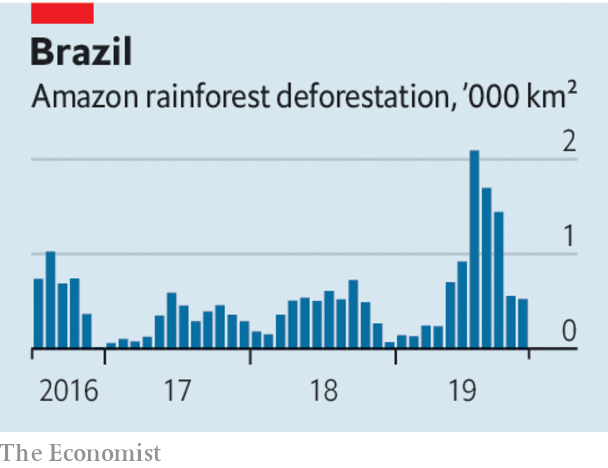 Brazil
Amazon rainforest deforestation, ’000 km²
2
1
0
2016 17 18 19
The Economist